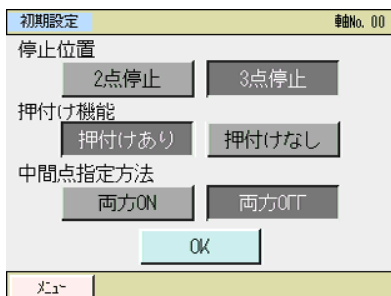 初期設定 軸No. 00
停止位置
2点停止 3点停止
押付け機能
押付けあり 押付けなし
中間点指定方法
両方ON 両方OFF
OK
メニュー